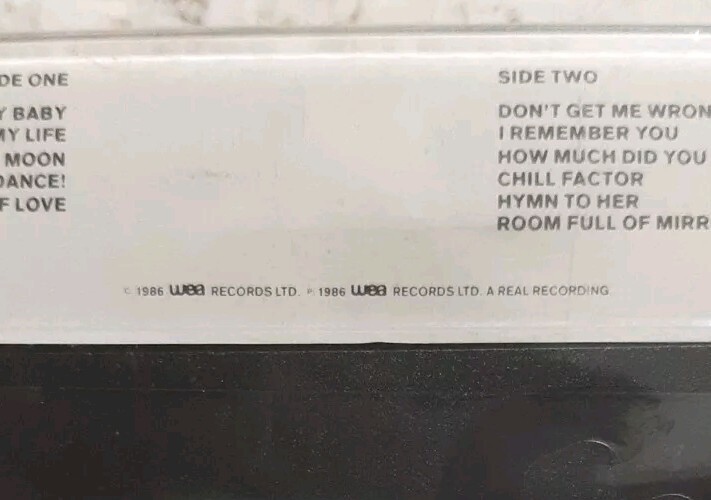 DE ONE
Y BABY
MY LIFE
MOON
DANCE!
F LOVE
SIDE TWO
DON'T GET ME WRON
I REMEMBER YOU
HOW MUCH DID YOU
CHILL FACTOR
HYMN TO HER
ROOM FULL OF MIRR
© 1986 wea RECORDS LTD. ℗ 1986 wea RECORDS LTD. A REAL RECORDING